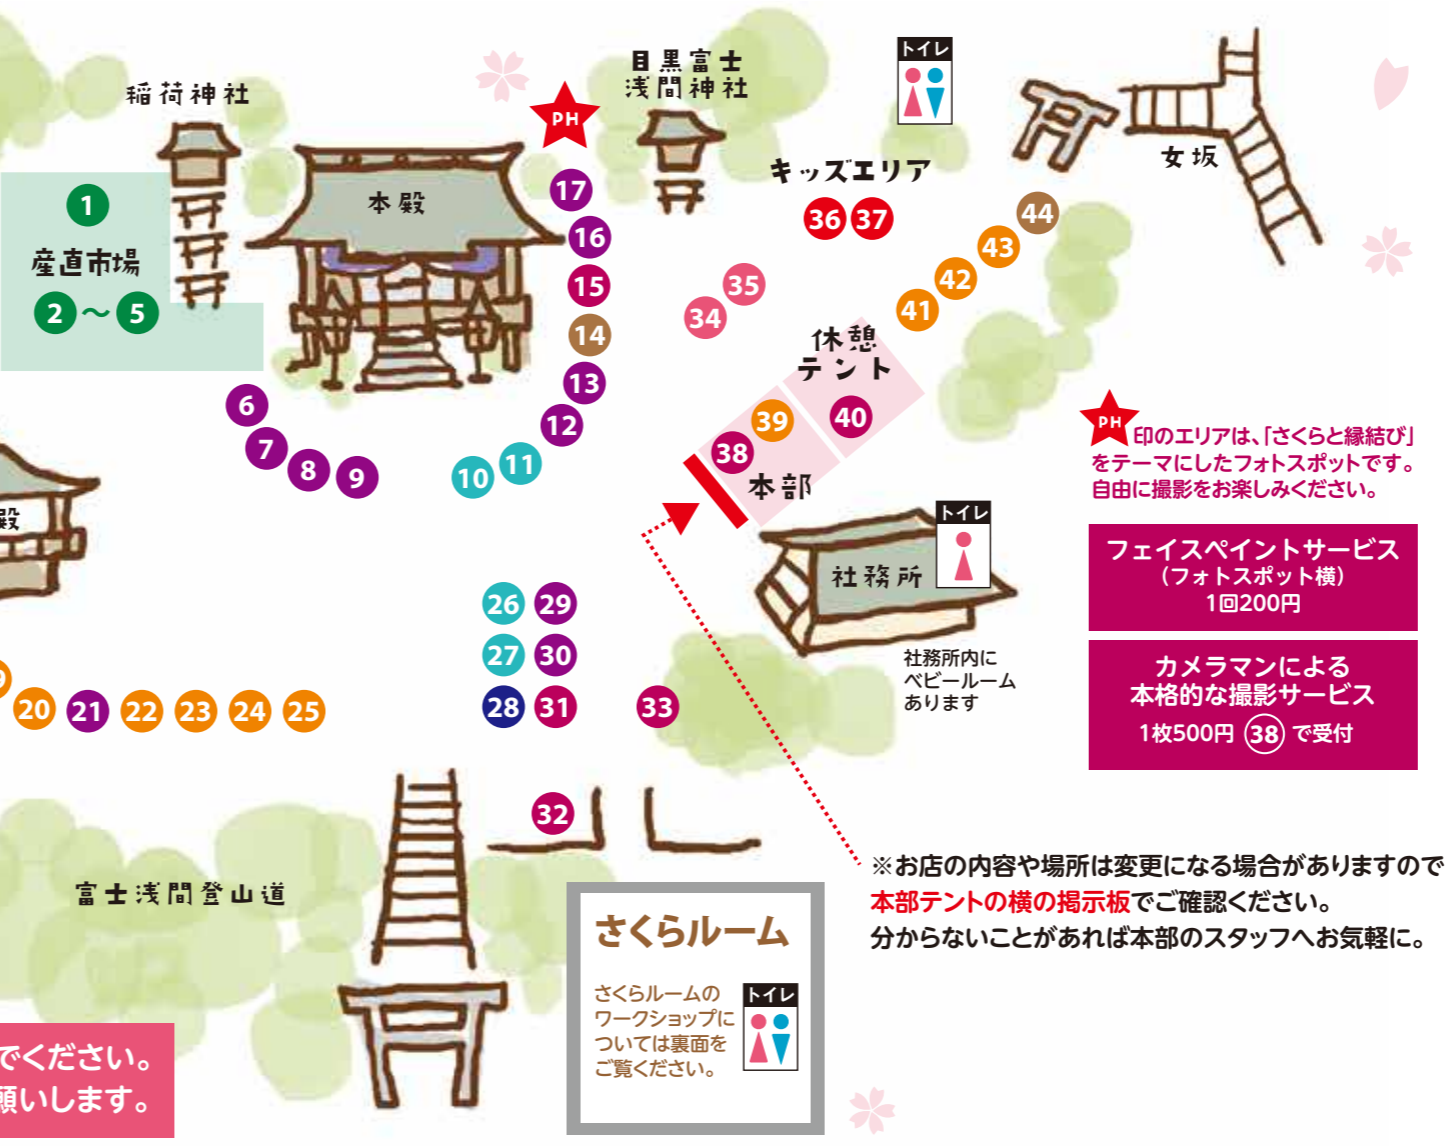 稲荷神社
目黒富士
浅間神社
トイレ
PH
女坂
キッズエリア
本殿
1
産直市場
2～5
17
16
15
14
13
12
36 37
44
43
42
41
35
34
休憩
テント
40
39
38
本部
6
7
8
9
10
11
殿
トイレ
社務所
社務所内に
ベビールーム
あります
PH
印のエリアは、「さくらと縁結び」
をテーマにしたフォトスポットです。
自由に撮影をお楽しみください。
フェイスペイントサービス
（フォトスポット横）
1回200円
カメラマンによる
本格的な撮影サービス
1枚500円 38 で受付
26 29
27 30
28 31
33
20 21 22 23 24 25
32
富士浅間登山道
※お店の内容や場所は変更になる場合がありますので
本部テントの横の掲示板でご確認ください。
分からないことがあれば本部のスタッフへお気軽に。
さくらルーム
さくらルームの
ワークショップに
ついては裏面を
ご覧ください。
トイレ
でください。
願いします。